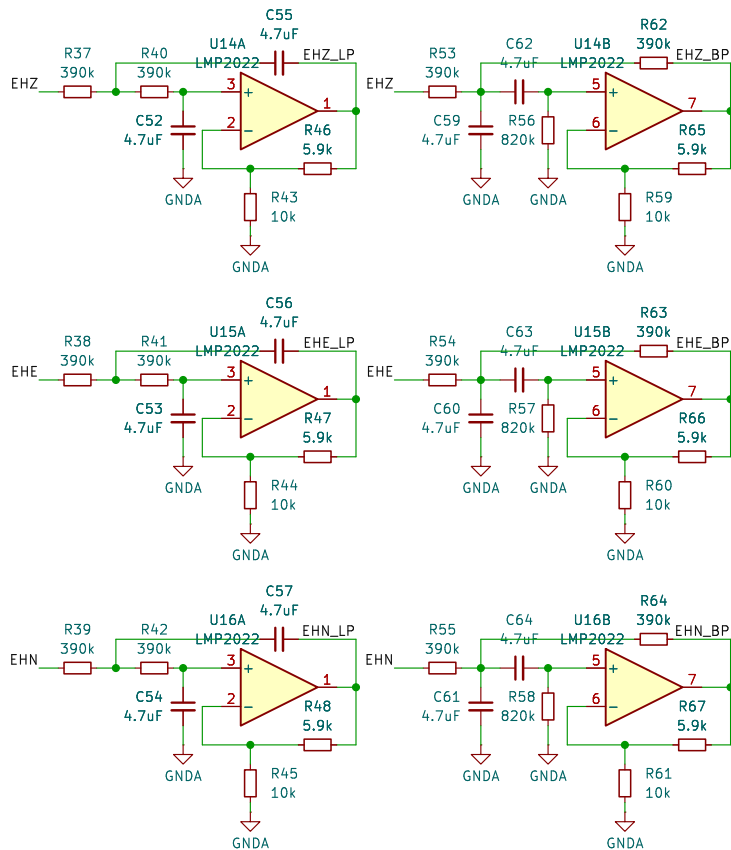 C55
4.7uF
R37
390k
R40
390k
U14A
LMP2022
EHZ_LP
EHZ
3
+
1
2
−
C52
4.7uF
R46
5.9k
GNDA
R43
10k
GNDA
R62
390k
R53
390k
C62
4.7uF
U14B
LMP2022
EHZ_BP
EHZ
5
+
7
6
−
C59
4.7uF
R56
820k
R65
5.9k
GNDA
GNDA
R59
10k
GNDA
C56
4.7uF
R38
390k
R41
390k
U15A
LMP2022
EHE_LP
EHE
3
+
1
2
−
C53
4.7uF
R47
5.9k
GNDA
R44
10k
GNDA
R63
390k
R54
390k
C63
4.7uF
U15B
LMP2022
EHE_BP
EHE
5
+
7
6
−
C60
4.7uF
R57
820k
R66
5.9k
GNDA
GNDA
R60
10k
GNDA
C57
4.7uF
R39
390k
R42
390k
U16A
LMP2022
EHN_LP
EHN
3
+
1
2
−
C54
4.7uF
R48
5.9k
GNDA
R45
10k
GNDA
R64
390k
R55
390k
C64
4.7uF
U16B
LMP2022
EHN_BP
EHN
5
+
7
6
−
C61
4.7uF
R58
820k
R67
5.9k
GNDA
GNDA
R61
10k
GNDA